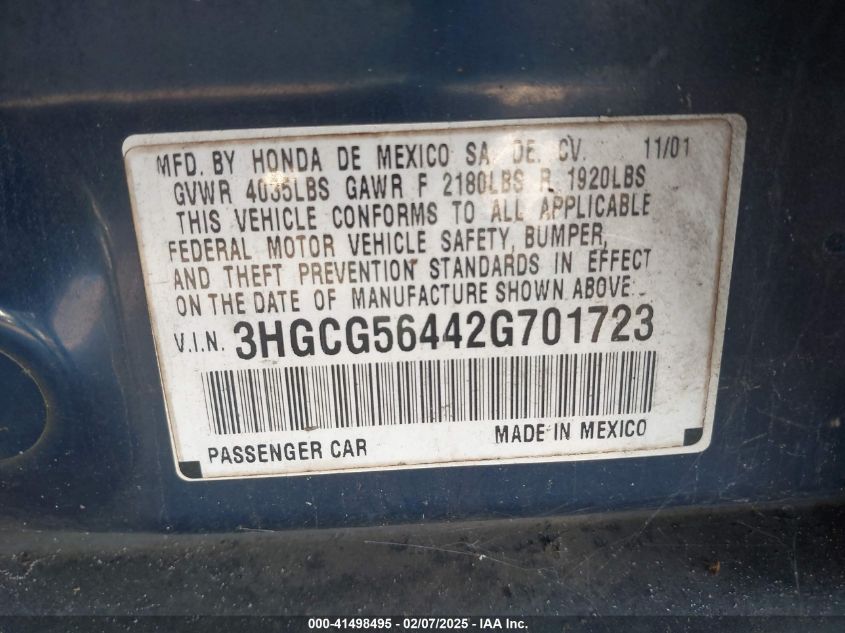 MFD. BY HONDA DE MEXICO SA. DE. CV. 11/01
GVWR 4035LBS GAWR F 2180LBS R 1920LBS
THIS VEHICLE CONFORMS TO ALL APPLICABLE
FEDERAL MOTOR VEHICLE SAFETY, BUMPER,
AND THEFT PREVENTION STANDARDS IN EFFECT
ON THE DATE OF MANUFACTURE SHOWN ABOVE.
V.I.N. 3HGCG56442G701723
PASSENGER CAR MADE IN MEXICO
000-41498495 - 02/07/2025 - IAA Inc.